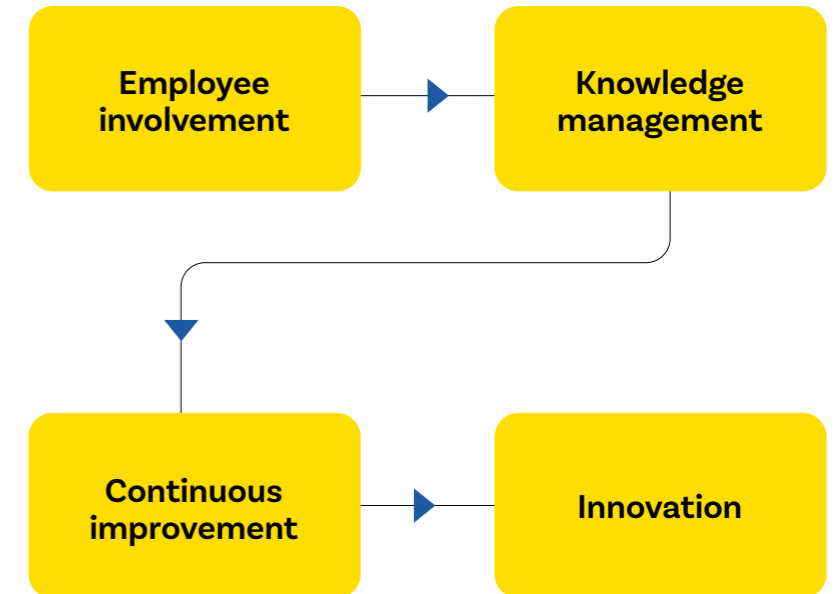 Employee
involvement
Knowledge
management
Continuous
improvement
Innovation